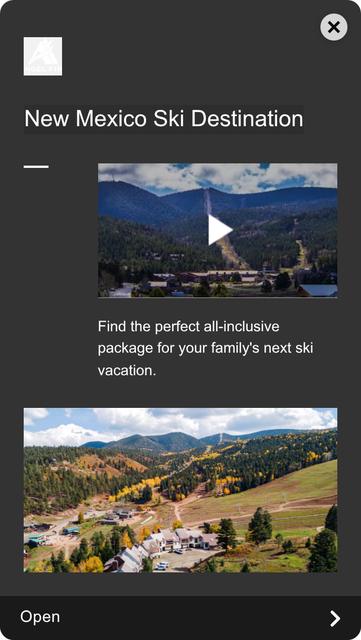 New Mexico Ski Destination
Find the perfect all-inclusive
package for your family's next ski
vacation.
Open